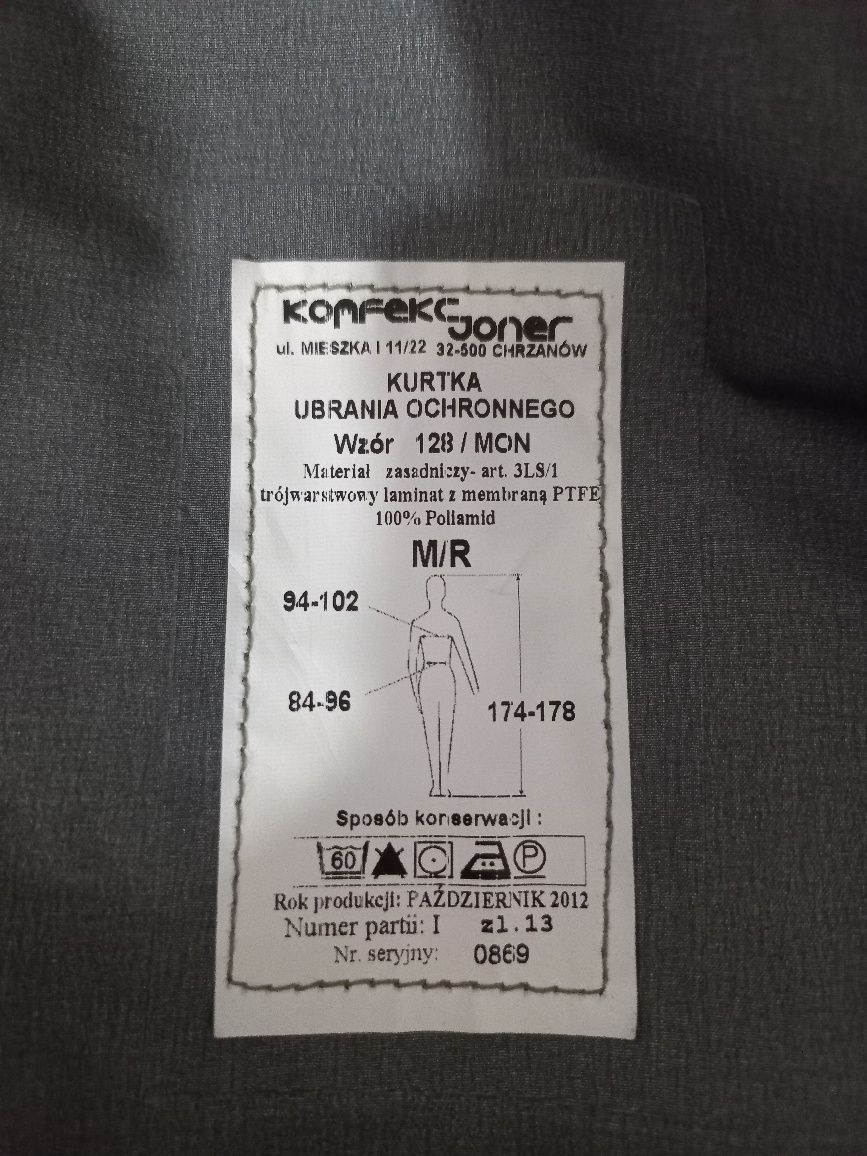 KONFEKCJONER
ul. MIESZKA I 11/22 32-500 CHRZANÓW
KURTKA
UBRANIA OCHRONNEGO
Wzór 128 / MON
Materiał zasadniczy- art. 3LS/1
trójwarstwowy laminat z membraną PTFE
100% Poliamid
M/R
94-102
84-96
174-178
Sposób konserwacji :
60 P
Rok produkcji: PAŹDZIERNIK 2012
Numer partii: I zl.13
Nr. seryjny: 0869